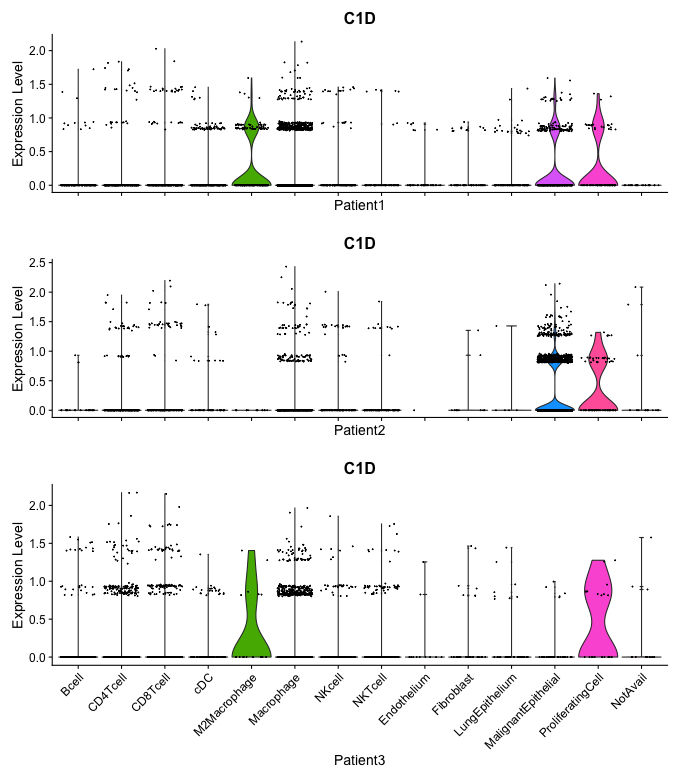 C1D
Expression Level
2.0
1.5
1.0
0.5
0.0
Patient1
C1D
Expression Level
2.5
2.0
1.5
1.0
0.5
0.0
Patient2
C1D
Expression Level
2.0
1.5
1.0
0.5
0.0
Bcell
CD4Tcell
CD8Tcell
cDC
M2Macrophage
Macrophage
NKcell
NKTcell
Endothelium
Fibroblast
LungEpithelium
MalignantEpithelial
ProliferatingCell
NotAvail
Patient3